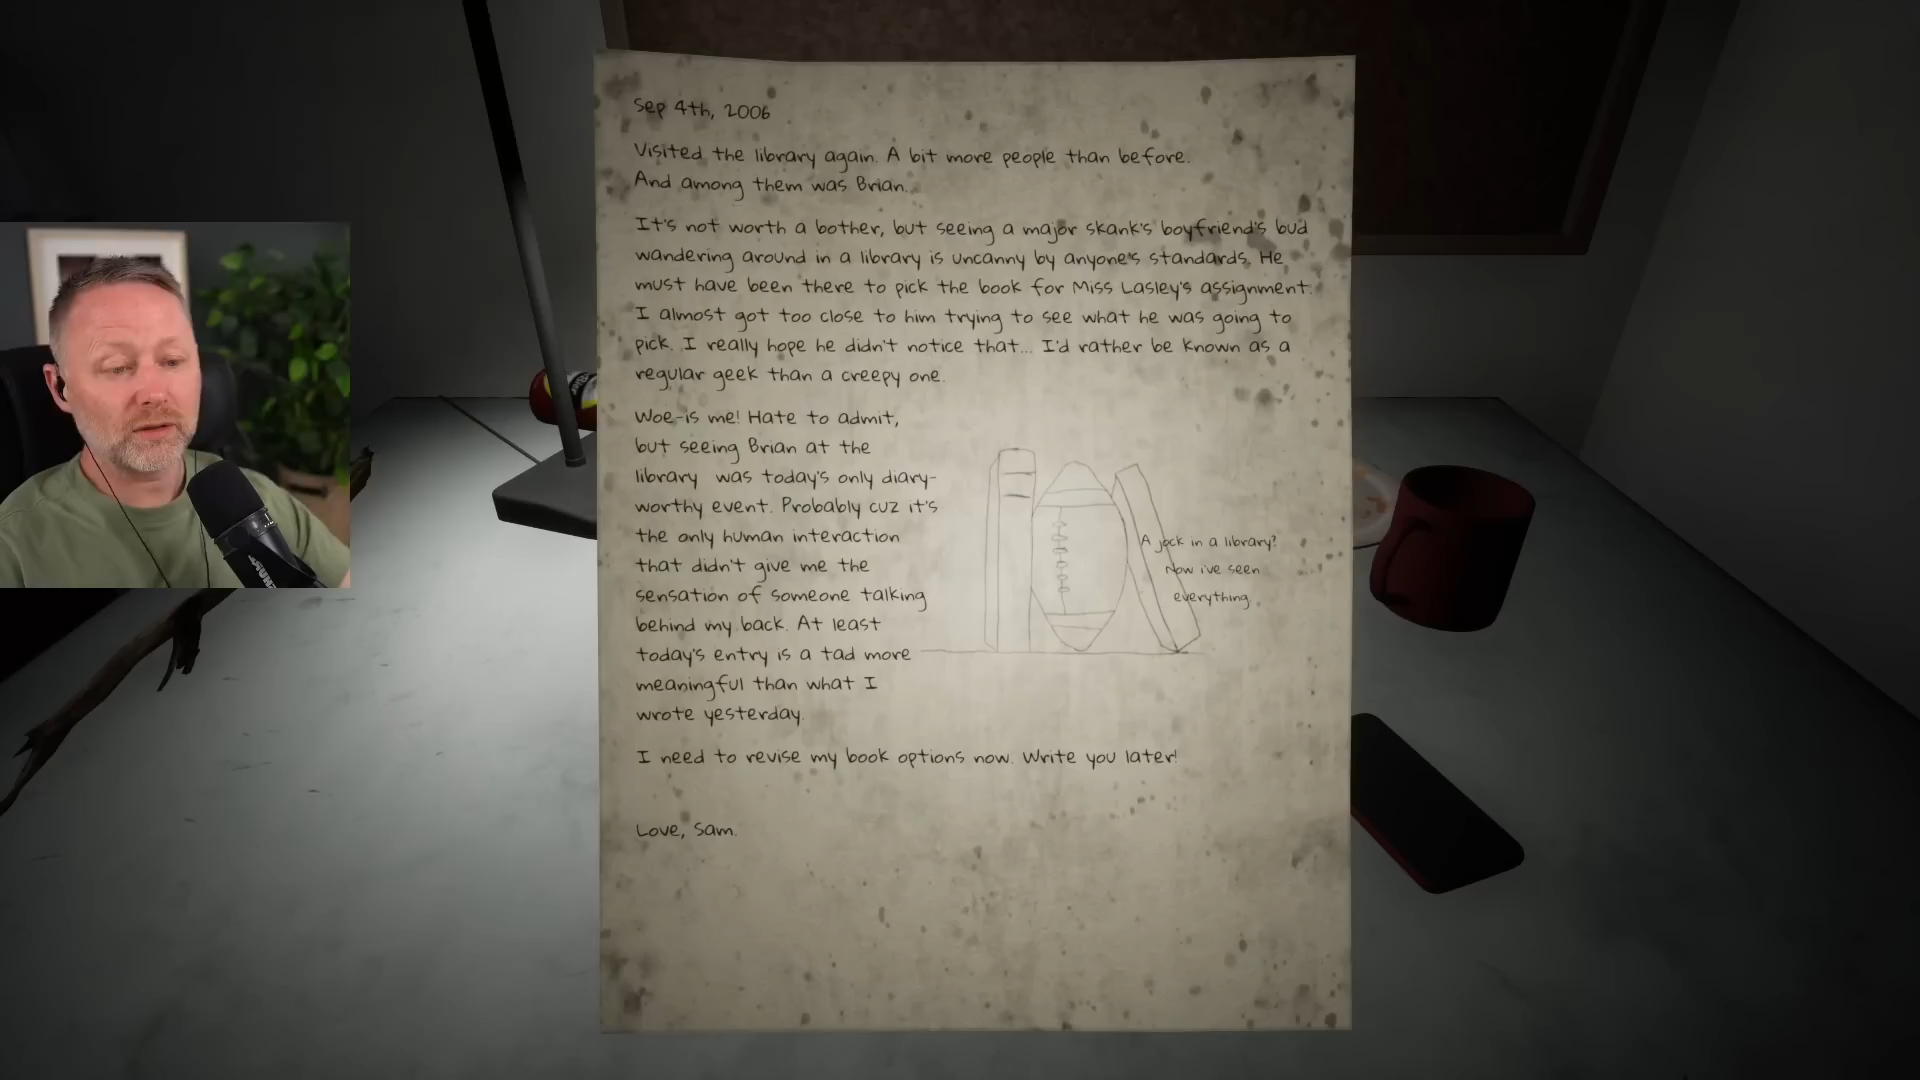 Sep 4th, 2006
Visited the library again. A bit more people than before.
And among them was Brian.
It's not worth a bother, but seeing a major skank's boyfriend's bud
wandering around in a library is uncanny by anyone's standards. He
must have been there to pick the book for Miss Lasley's assignment.
I almost got too close to him trying to see what he was going to
pick. I really hope he didn't notice that... I'd rather be known as a
regular geek than a creepy one.
Woe-is me! Hate to admit,
but seeing Brian at the
library was today's only diary-
worthy event. Probably cuz it's
the only human interaction
that didn't give me the
sensation of someone talking
behind my back. At least
today's entry is a tad more
meaningful than what I
wrote yesterday.
A jock in a library?
Now i've seen
everything.
I need to revise my book options now. Write you later!
Love, Sam.